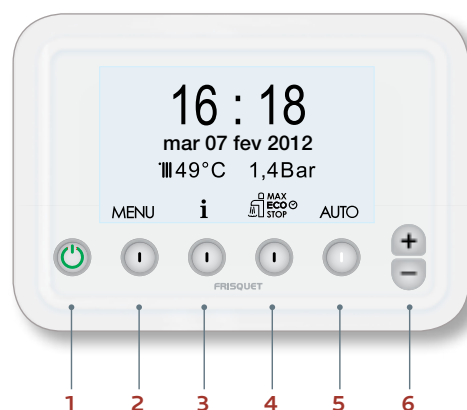 16 : 18
mar 07 fev 2012
49°C 1,4Bar
MENU i MAX ECO STOP AUTO
+
−
FRISQUET
1 2 3 4 5 6